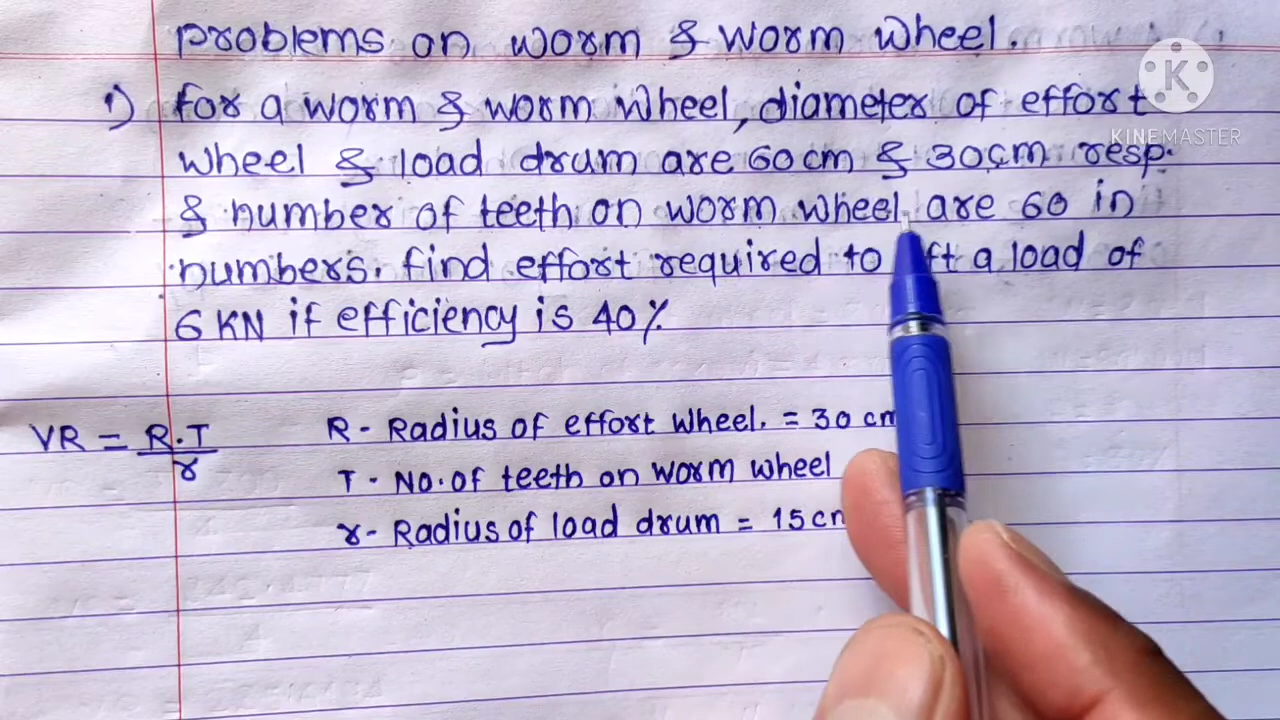 problems on worm & worm wheel.
1) for a worm & worm wheel, diameter of effort
wheel & load drum are 60cm & 30cm resp.
& number of teeth on worm wheel are 60 in
numbers. find effort required to a load of
6 KN if efficiency is 40%
VR = R.T / r
R - Radius of effort wheel. = 30 cm
T - No. of teeth on worm wheel
r - Radius of load drum = 15cm
K
KINEMASTER